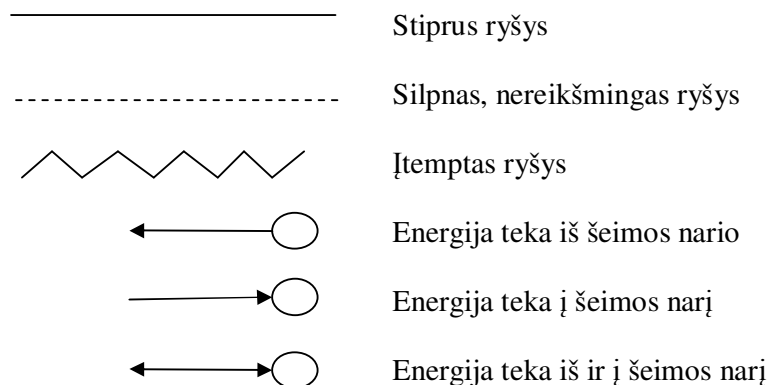 Stiprus ryšys
Silpnas, nereikšmingas ryšys
Įtemptas ryšys
Energija teka iš šeimos nario
Energija teka į šeimos narį
Energija teka iš ir į šeimos narį